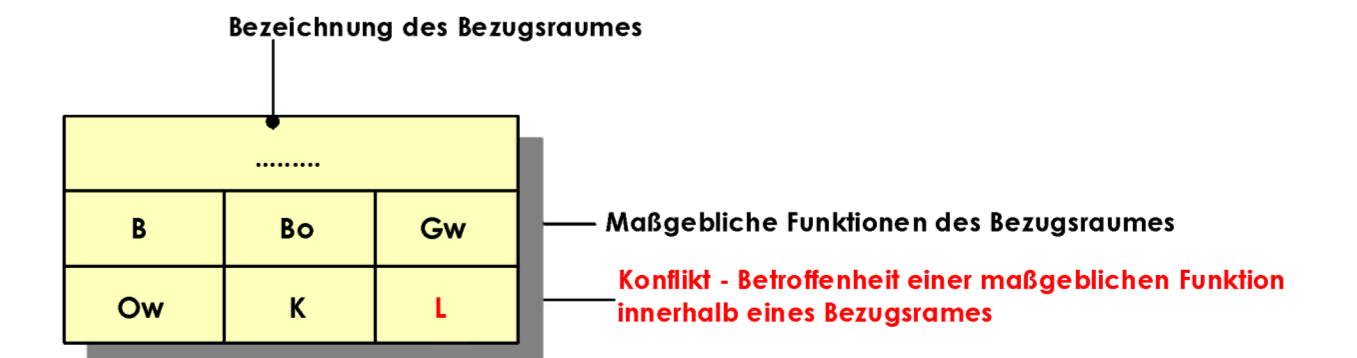 Bezeichnung des Bezugsraumes
.........
B Bo Gw
Maßgebliche Funktionen des Bezugsraumes
Konflikt - Betroffenheit einer maßgeblichen Funktion
innerhalb eines Bezugsrames
Ow K L